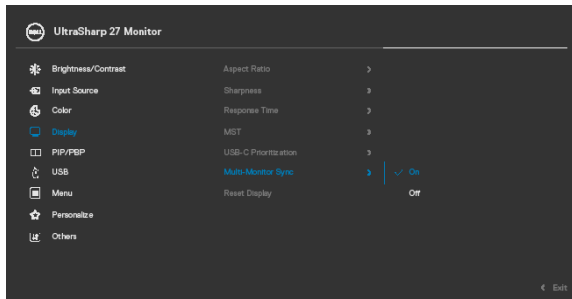 DELL UltraSharp 27 Monitor
Brightness/Contrast Aspect Ratio
Input Source Sharpness
Color Response Time
Display MST
PIP/PBP USB-C Prioritization
USB Multi-Monitor Sync On
Menu Reset Display Off
Personalize
Others
Exit